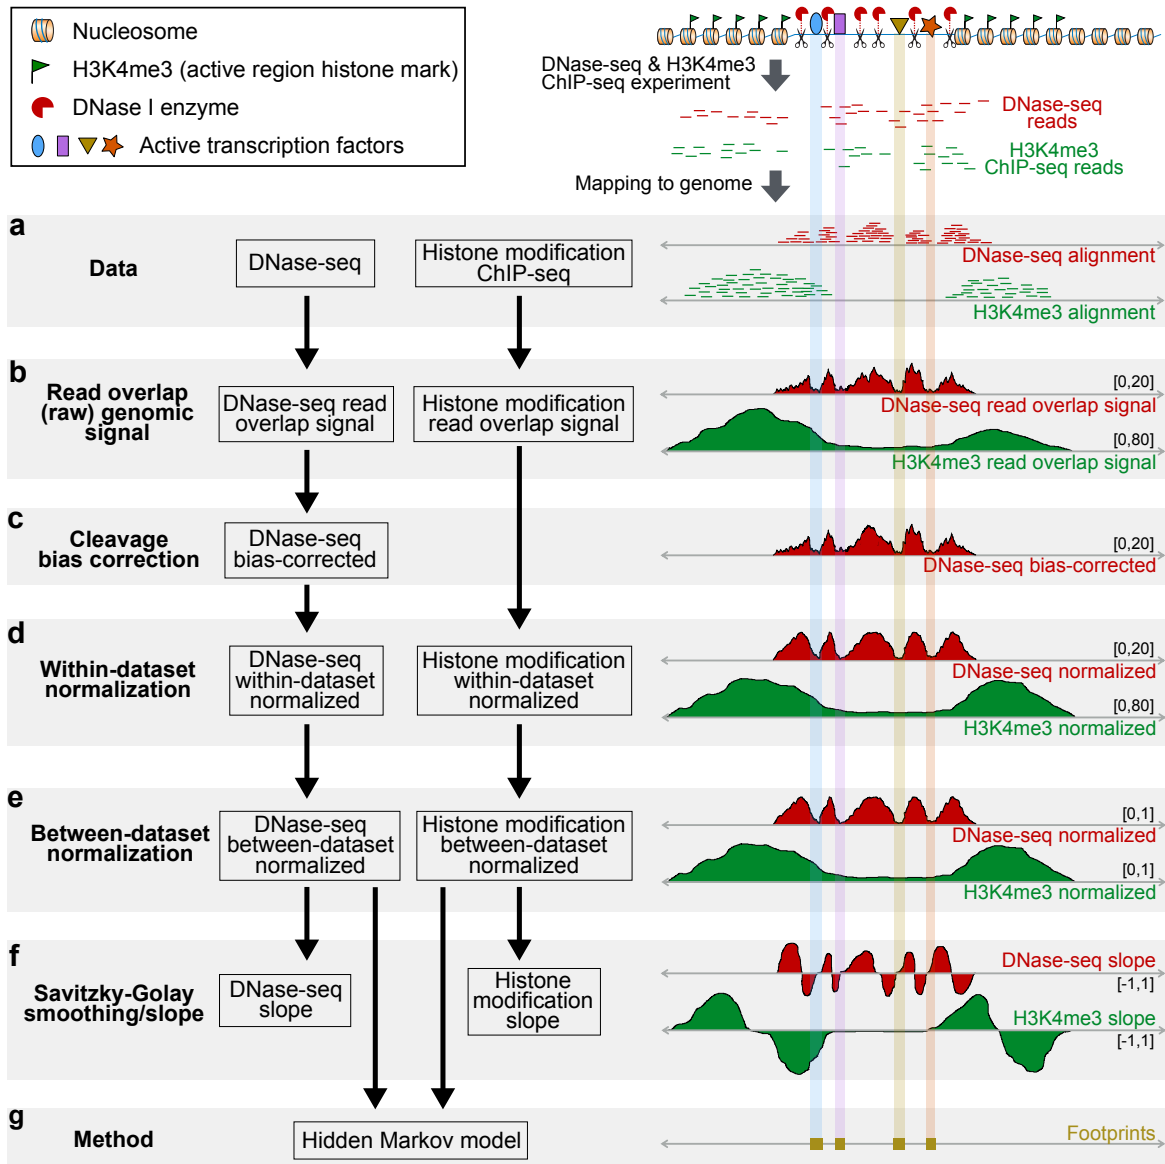 Nucleosome
H3K4me3 (active region histone mark)
DNase I enzyme
Active transcription factors
DNase-seq & H3K4me3
ChIP-seq experiment
DNase-seq
reads
H3K4me3
ChIP-seq reads
Mapping to genome
a
Data
DNase-seq
Histone modification
ChIP-seq
DNase-seq alignment
H3K4me3 alignment
b
Read overlap
(raw) genomic
signal
DNase-seq read
overlap signal
Histone modification
read overlap signal
[0,20]
DNase-seq read overlap signal
[0,80]
H3K4me3 read overlap signal
c
Cleavage
bias correction
DNase-seq
bias-corrected
[0,20]
DNase-seq bias-corrected
d
Within-dataset
normalization
DNase-seq
within-dataset
normalized
Histone modification
within-dataset
normalized
[0,20]
DNase-seq normalized
[0,80]
H3K4me3 normalized
e
Between-dataset
normalization
DNase-seq
between-dataset
normalized
Histone modification
between-dataset
normalized
[0,1]
DNase-seq normalized
[0,1]
H3K4me3 normalized
f
Savitzky-Golay
smoothing/slope
DNase-seq
slope
Histone
modification
slope
DNase-seq slope
[-1,1]
H3K4me3 slope
[-1,1]
g
Method
Hidden Markov model
Footprints